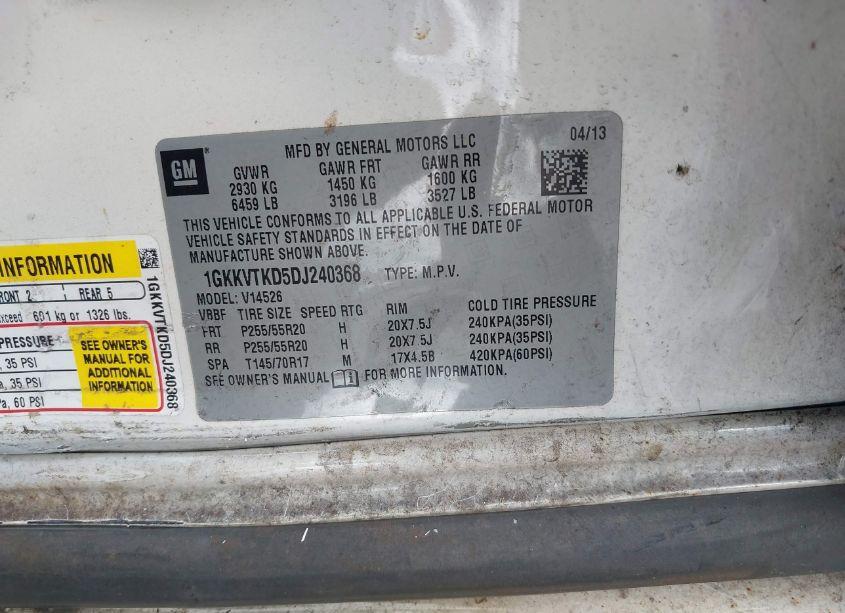 GM
MFD BY GENERAL MOTORS LLC
04/13
GVWR GAWR FRT GAWR RR
2930 KG 1450 KG 1600 KG
6459 LB 3196 LB 3527 LB
THIS VEHICLE CONFORMS TO ALL APPLICABLE U.S. FEDERAL MOTOR
VEHICLE SAFETY STANDARDS IN EFFECT ON THE DATE OF
MANUFACTURE SHOWN ABOVE.
1GKKVTKD5DJ240368 TYPE: M.P.V.
MODEL: V14526
VBBF TIRE SIZE SPEED RTG RIM COLD TIRE PRESSURE
FRT P255/55R20 H 20X7.5J 240KPA(35PSI)
RR P255/55R20 H 20X7.5J 240KPA(35PSI)
SPA T145/70R17 M 17X4.5B 420KPA(60PSI)
SEE OWNER'S MANUAL FOR MORE INFORMATION.
INFORMATION
FRONT 2 REAR 5
exceed 601 kg or 1326 lbs.
PRESSURE
, 35 PSI
a, 35 PSI
Pa, 60 PSI
SEE OWNER'S
MANUAL FOR
ADDITIONAL
INFORMATION
1GKKVTKD5DJ240368